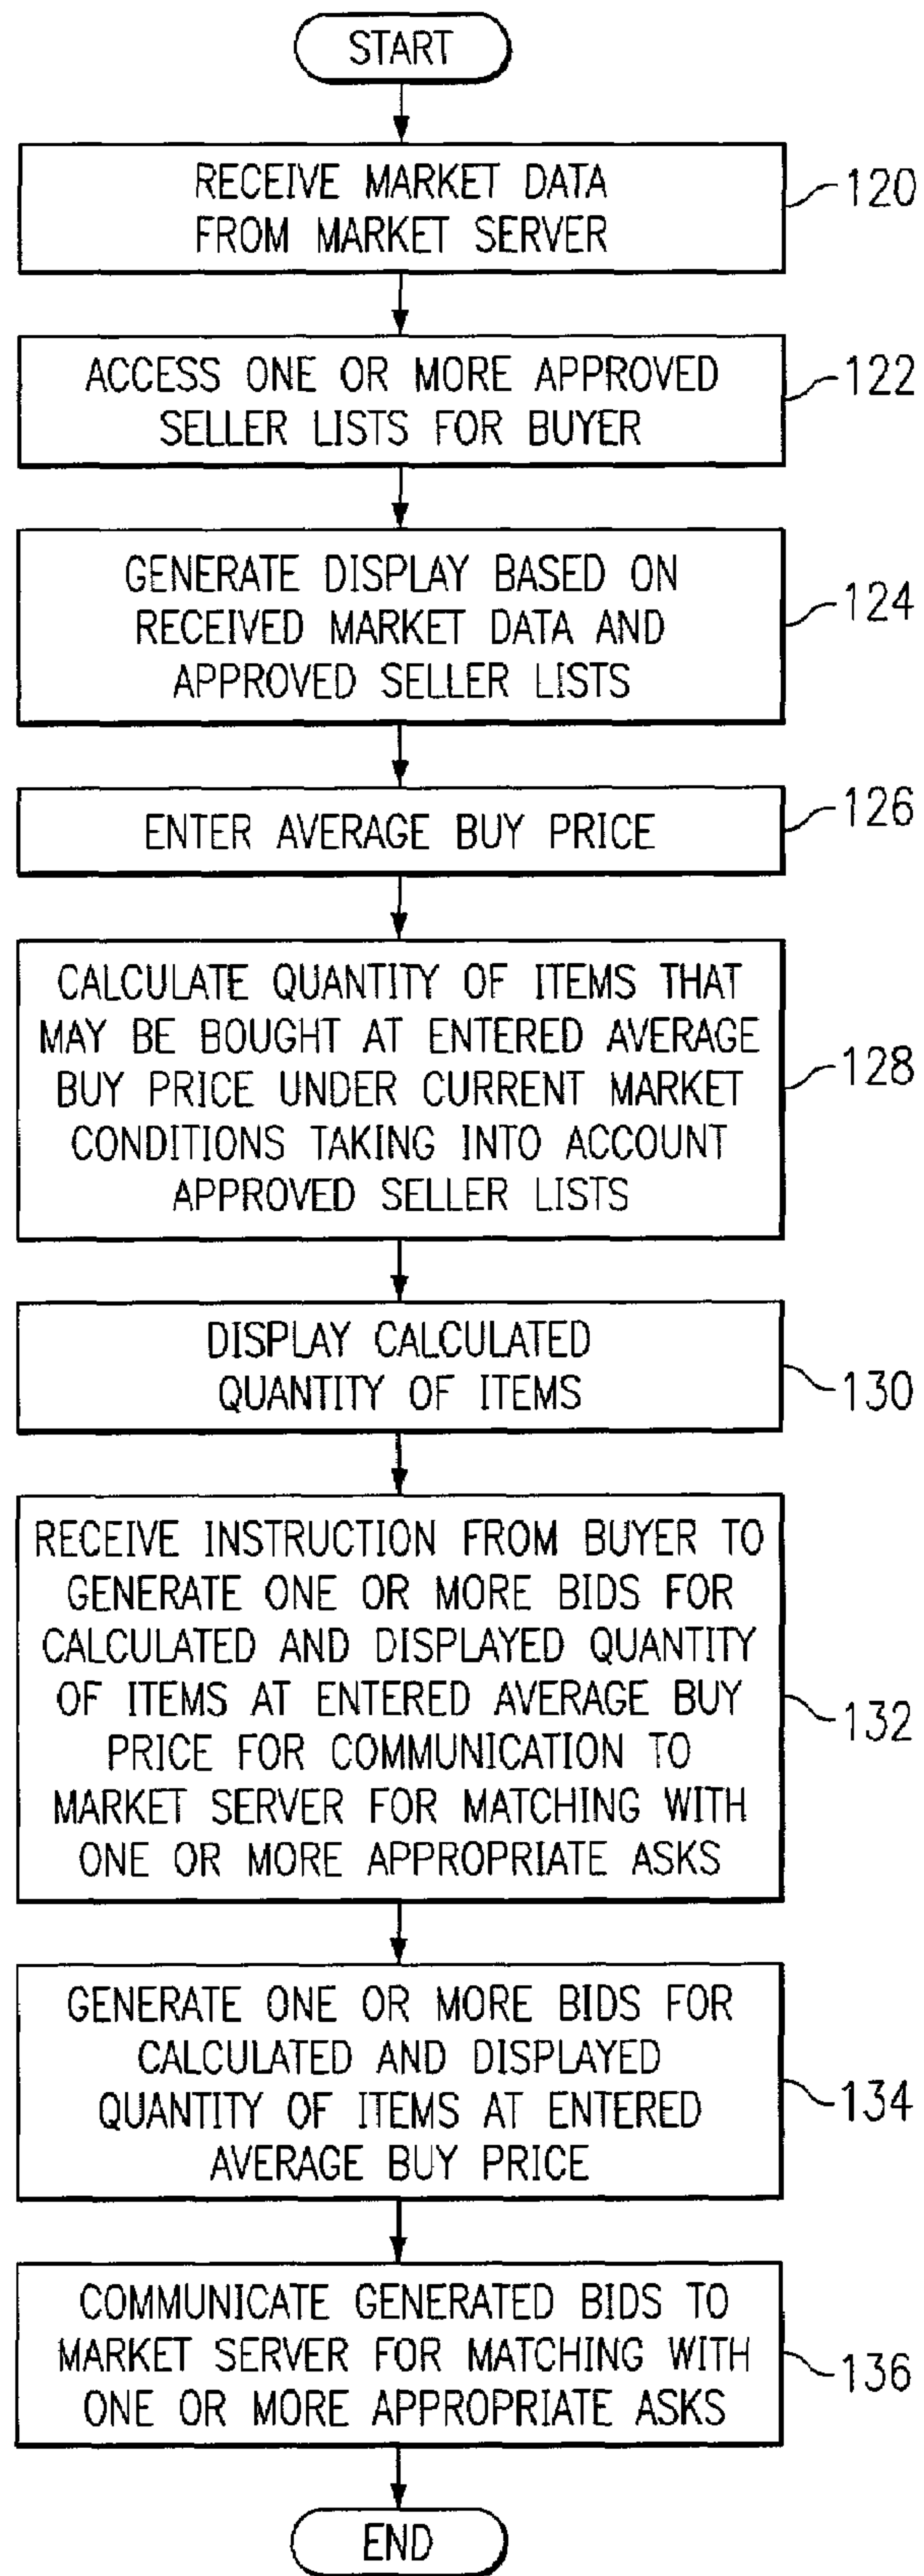 START
RECEIVE MARKET DATA
FROM MARKET SERVER
120
ACCESS ONE OR MORE APPROVED
SELLER LISTS FOR BUYER
122
GENERATE DISPLAY BASED ON
RECEIVED MARKET DATA AND
APPROVED SELLER LISTS
124
ENTER AVERAGE BUY PRICE
126
CALCULATE QUANTITY OF ITEMS THAT
MAY BE BOUGHT AT ENTERED AVERAGE
BUY PRICE UNDER CURRENT MARKET
CONDITIONS TAKING INTO ACCOUNT
APPROVED SELLER LISTS
128
DISPLAY CALCULATED
QUANTITY OF ITEMS
130
RECEIVE INSTRUCTION FROM BUYER TO
GENERATE ONE OR MORE BIDS FOR
CALCULATED AND DISPLAYED QUANTITY
OF ITEMS AT ENTERED AVERAGE BUY
PRICE FOR COMMUNICATION TO
MARKET SERVER FOR MATCHING WITH
ONE OR MORE APPROPRIATE ASKS
132
GENERATE ONE OR MORE BIDS FOR
CALCULATED AND DISPLAYED
QUANTITY OF ITEMS AT ENTERED
AVERAGE BUY PRICE
134
COMMUNICATE GENERATED BIDS TO
MARKET SERVER FOR MATCHING WITH
ONE OR MORE APPROPRIATE ASKS
136
END